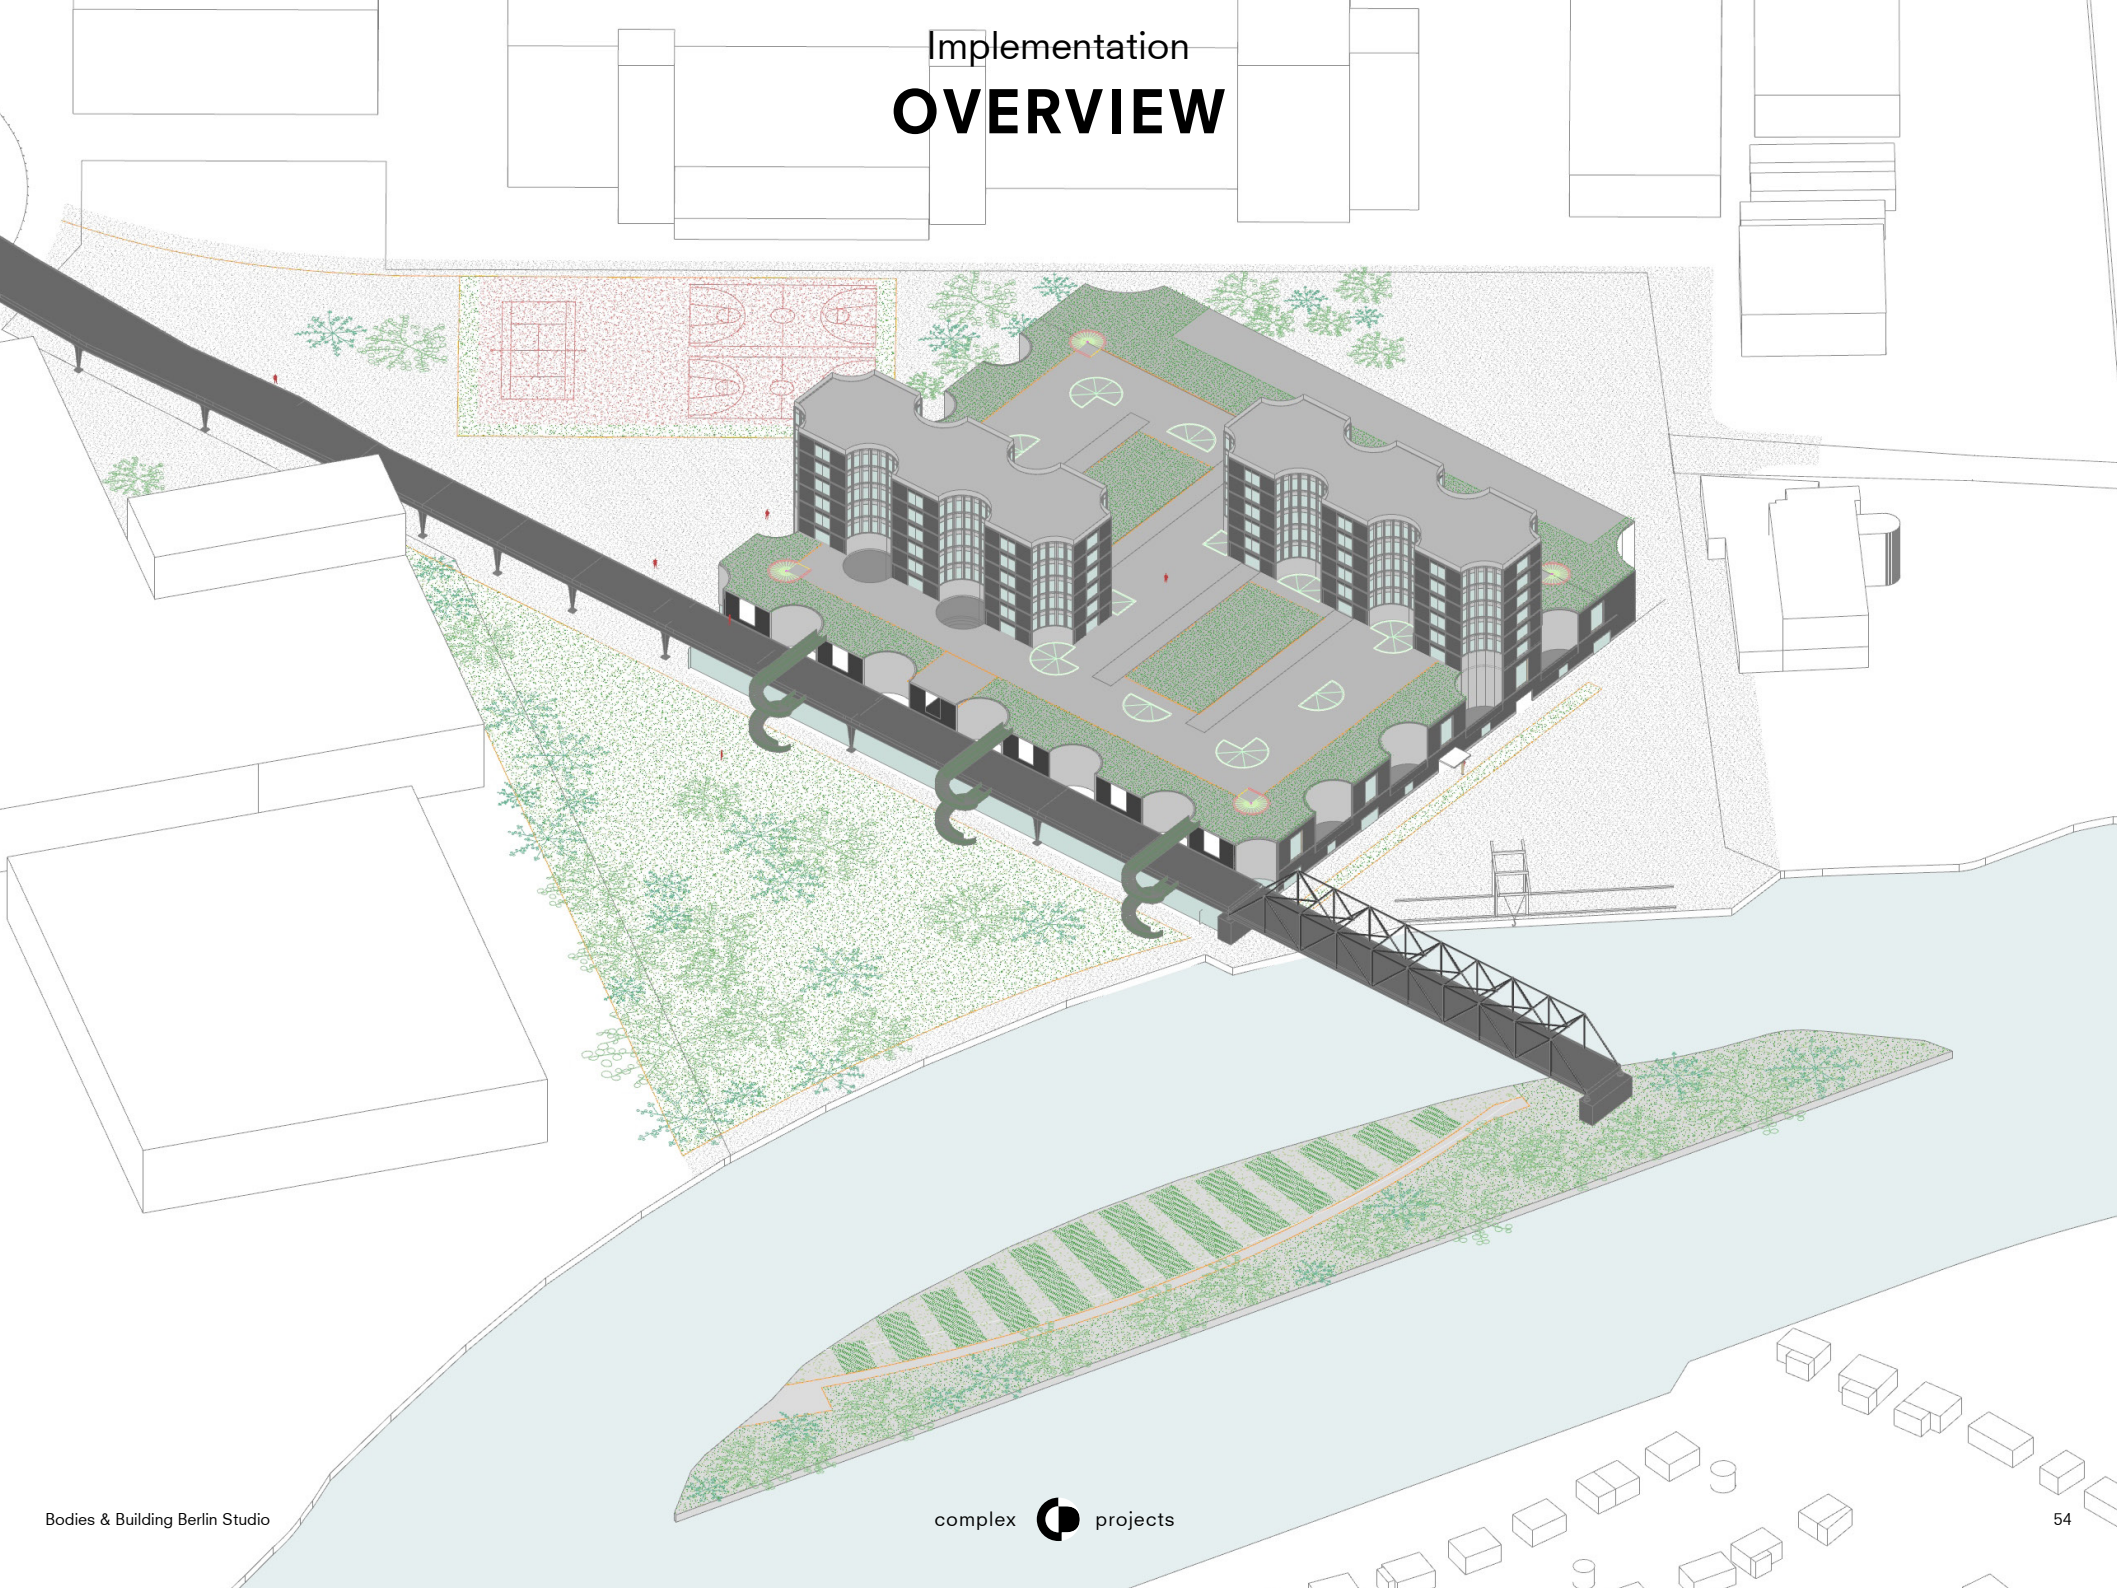 Implementation
OVERVIEW
Bodies & Building Berlin Studio
complex projects
54